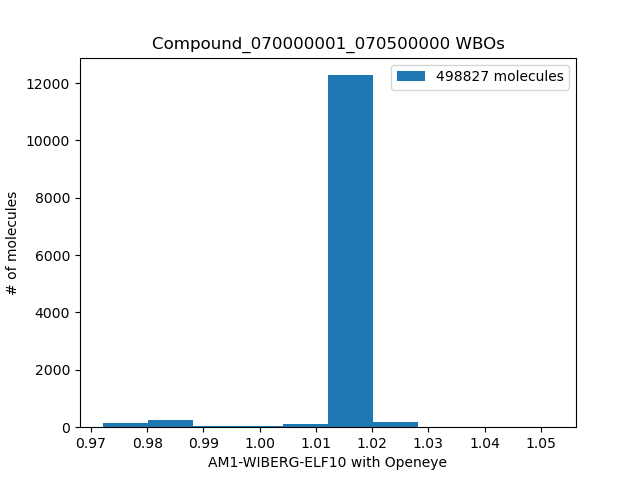 Compound_070000001_070500000 WBOs
498827 molecules
12000
10000
8000
6000
4000
2000
0
# of molecules
0.97 0.98 0.99 1.00 1.01 1.02 1.03 1.04 1.05
AM1-WIBERG-ELF10 with Openeye